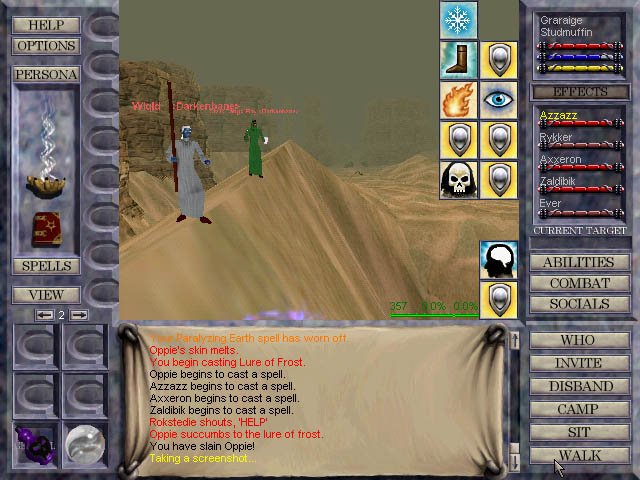 HELP
OPTIONS
PERSONA
SPELLS
VIEW
2
357
0.0%
Graraige
Studmuffin
EFFECTS
Azzazz
Rykker
Axxeron
Zaldibik
Ever
CURRENT TARGET
ABILITIES
COMBAT
SOCIALS
Your Paralyzing Earth spell has worn off.
Oppie's skin melts.
You begin casting Lure of Frost.
Oppie begins to cast a spell.
Azzazz begins to cast a spell.
Axxeron begins to cast a spell.
Zaldibik begins to cast a spell.
Rokstedie shouts, 'HELP'
Oppie succumbs to the lure of frost.
You have slain Oppie!
Taking a screenshot...
WHO
INVITE
DISBAND
CAMP
SIT
WALK